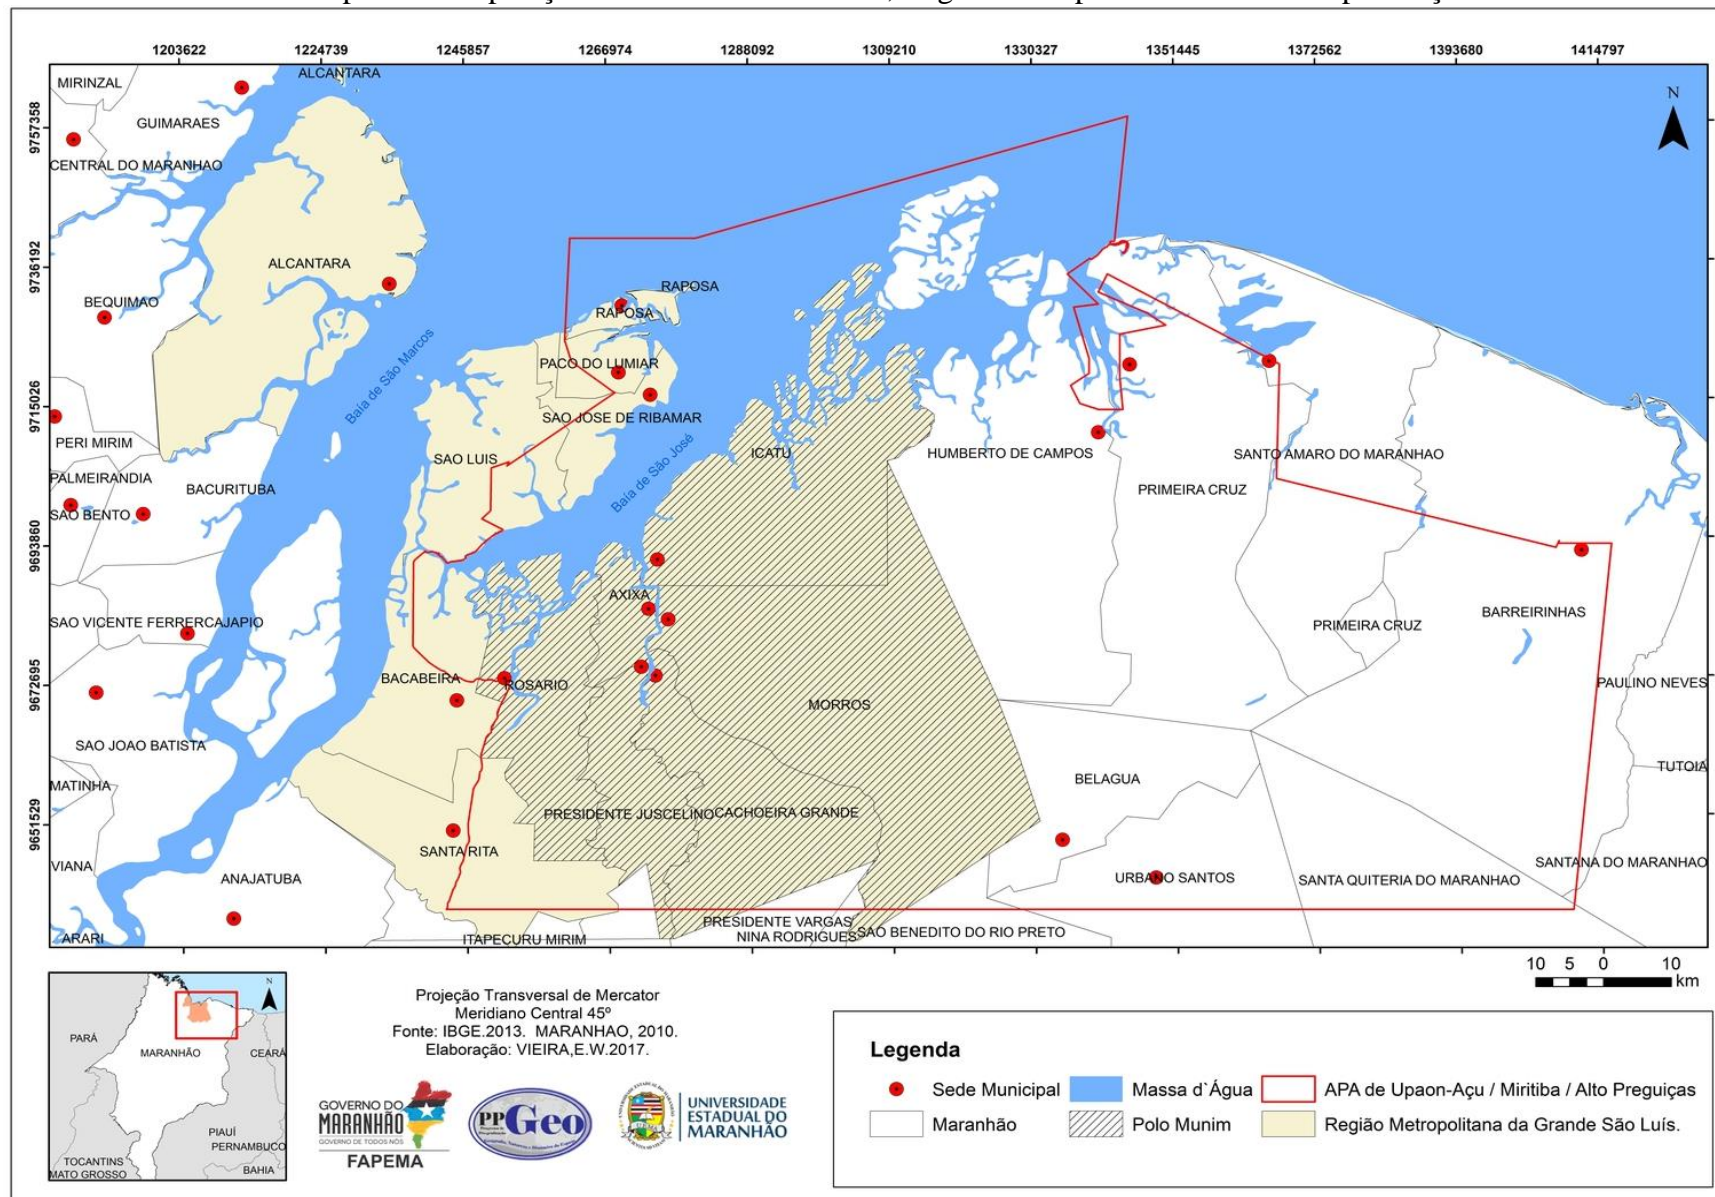 1203622 1224739 1245857 1266974 1288092 1309210 1330327 1351445 1372562 1393680 1414797
9757358
9736192
9715026
9693860
9672695
9651529
MIRINZAL
ALCANTARA
GUIMARAES
CENTRAL DO MARANHAO
ALCANTARA
BEQUIMAO
RAPOSA
RAPOSA
Baía de São Marcos
PACO DO LUMIAR
SAO JOSE DE RIBAMAR
PERI MIRIM
SAO LUIS
Baía de São José
ICATU
HUMBERTO DE CAMPOS
SANTO AMARO DO MARANHAO
PALMEIRANDIA
BACURITUBA
PRIMEIRA CRUZ
SAO BENTO
AXIXA
BARREIRINHAS
SAO VICENTE FERRERCAJAPIO
PRIMEIRA CRUZ
BACABEIRA
ROSARIO
PAULINO NEVES
MORROS
SAO JOAO BATISTA
TUTOIA
MATINHA
BELAGUA
PRESIDENTE JUSCELINO
CACHOEIRA GRANDE
SANTA RITA
VIANA
SANTANA DO MARANHAO
ANAJATUBA
URBANO SANTOS
SANTA QUITERIA DO MARANHAO
PRESIDENTE VARGAS
ARARI
ITAPECURU MIRIM
NINA RODRIGUES
SAO BENEDITO DO RIO PRETO
N
10 5 0 10
km
N
PARÁ
MARANHÃO
CEARÁ
PIAUÍ
PERNAMBUCO
TOCANTINS
MATO GROSSO
BAHIA
Projeção Transversal de Mercator
Meridiano Central 45º
Fonte: IBGE.2013. MARANHAO, 2010.
Elaboração: VIEIRA,E.W.2017.
GOVERNO DO
MARANHÃO
GOVERNO DE TODOS NÓS
FAPEMA
PPGeo
UNIVERSIDADE
ESTADUAL DO
MARANHÃO
Legenda
Sede Municipal
Massa d`Água
APA de Upaon-Açu / Miritiba / Alto Preguiças
Maranhão
Polo Munim
Região Metropolitana da Grande São Luís.